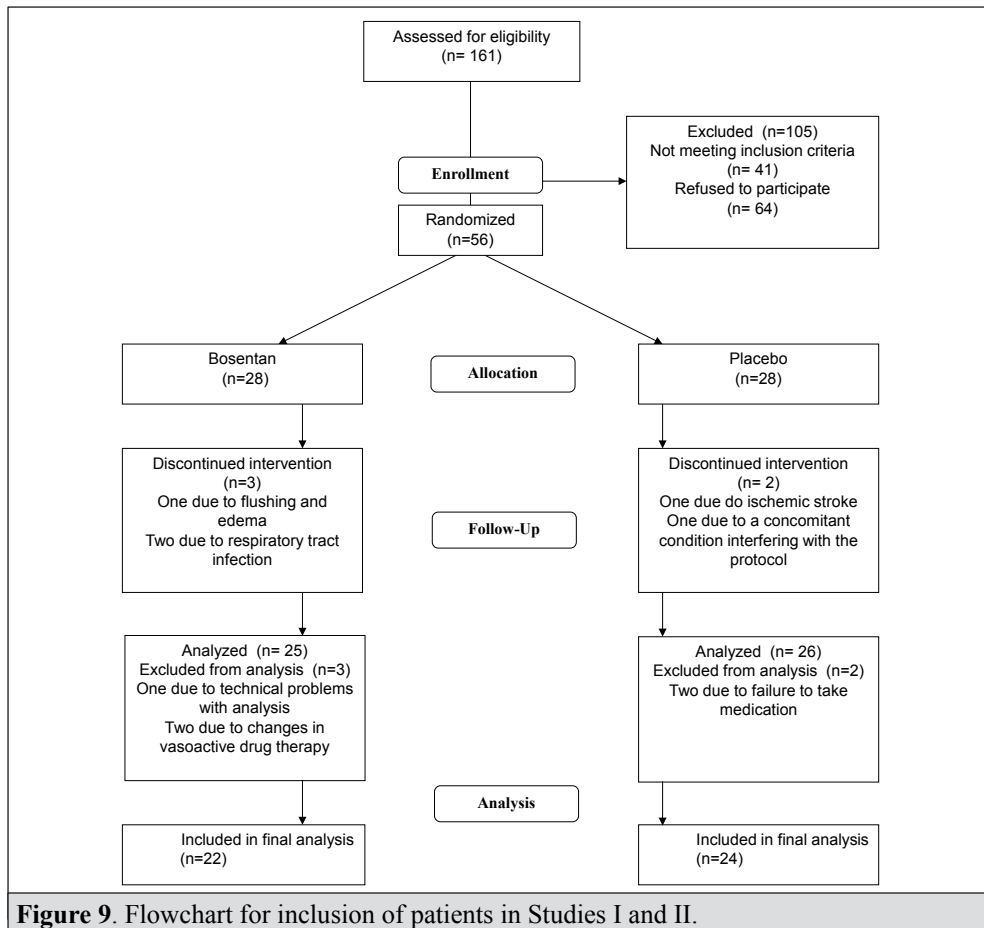 Assessed for eligibility
(n= 161)
Excluded (n=105)
Not meeting inclusion criteria
(n= 41)
Refused to participate
(n= 64)
Enrollment
Randomized
(n=56)
Bosentan
(n=28)
Allocation
Placebo
(n=28)
Discontinued intervention
(n=3)
One due to flushing and
edema
Two due to respiratory tract
infection
Follow-Up
Discontinued intervention
(n= 2)
One due do ischemic stroke
One due to a concomitant
condition interfering with the
protocol
Analyzed (n= 25)
Excluded from analysis (n=3)
One due to technical problems
with analysis
Two due to changes in
vasoactive drug therapy
Analyzed (n= 26)
Excluded from analysis (n=2)
Two due to failure to take
medication
Analysis
Included in final analysis
(n=22)
Included in final analysis
(n=24)
Figure 9. Flowchart for inclusion of patients in Studies I and II.